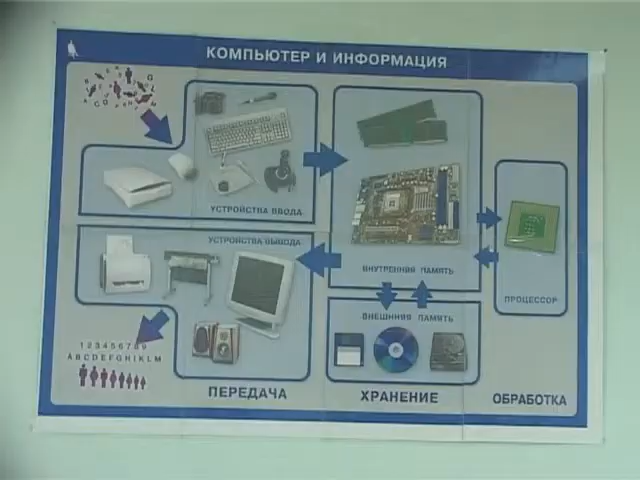 КОМПЬЮТЕР И ИНФОРМАЦИЯ
УСТРОЙСТВА ВВОДА
УСТРОЙСТВА ВЫВОДА
ВНУТРЕННЯЯ ПАМЯТЬ
ПРОЦЕССОР
ВНЕШНЯЯ ПАМЯТЬ
123456789
ABCDEFGHIKLM
ПЕРЕДАЧА
ХРАНЕНИЕ
ОБРАБОТКА